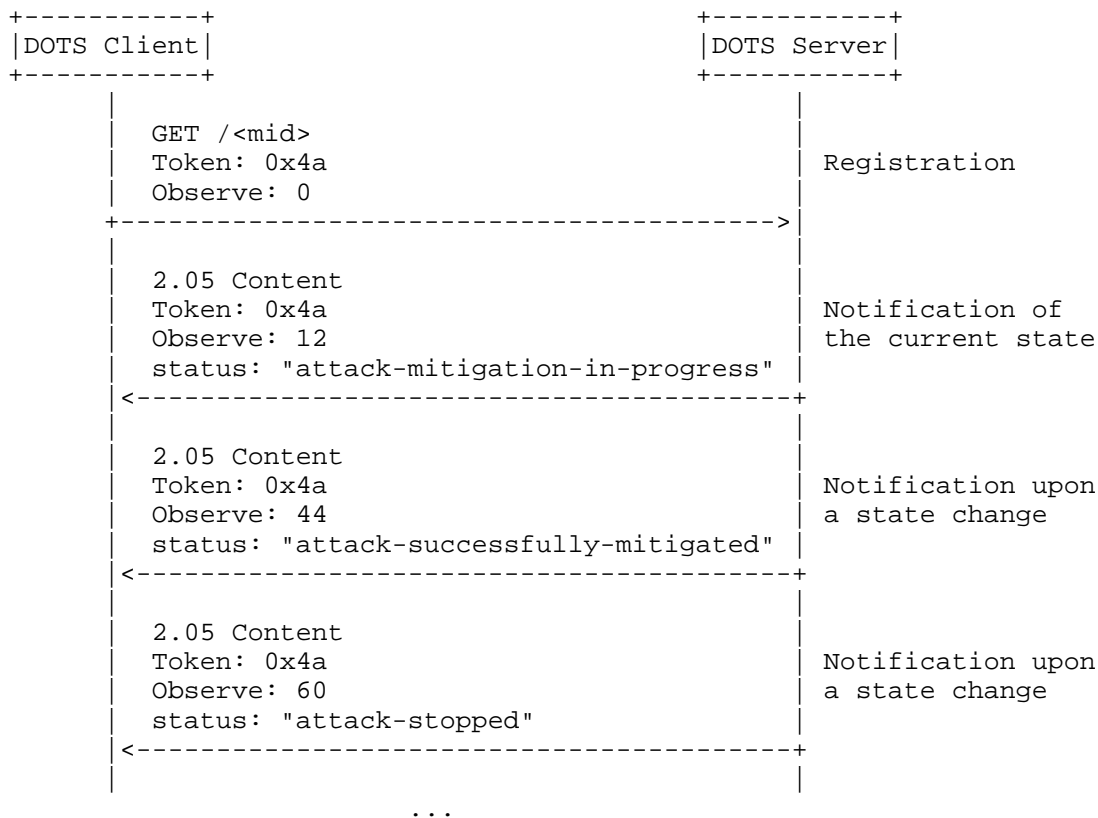 DOTS Client DOTS Server
GET /<mid>
Token: 0x4a Registration
Observe: 0
2.05 Content
Token: 0x4a Notification of
Observe: 12 the current state
status: "attack-mitigation-in-progress"
2.05 Content
Token: 0x4a Notification upon
Observe: 44 a state change
status: "attack-successfully-mitigated"
2.05 Content
Token: 0x4a Notification upon
Observe: 60 a state change
status: "attack-stopped"
...